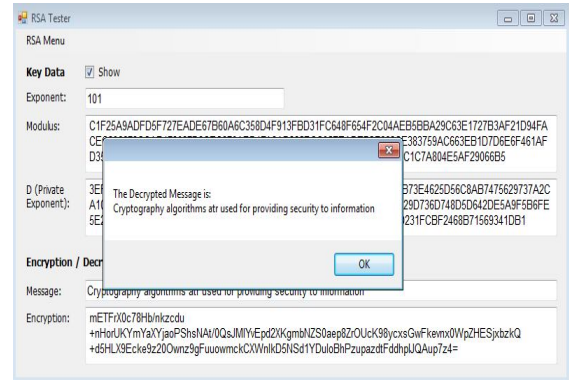 RSA Tester
RSA Menu
Key Data Show
Exponent: 101
Modulus: C1F25A9ADFD5F727EADE67B60A6C358D4F913FBD31FC648F654F2C04AEB5BBA29C63E1727B3AF21D94FA
E383759AC663EB1D7D6E6F461AF
C1C7A804E5AF29066B5
The Decrypted Message is:
Cryptography algorithms atr used for providing security to information
OK
D (Private
Exponent):
B73E4625D56C8AB7475629737A2C
29D736D748D5D642DE5A9F5B6FE
231FCBF2468B71569341DB1
Encryption / Decr
Message: Cryptography algorithms atr used for providing security to information
Encryption: mETFrX0c78Hb/nkzcdu
+nHorUKYmYaXYjaoPShsNAt/0QsJMlYvEpd2XKgmbNZS0aep8ZrOUcK98ycxsGwFkevnx0WpZHESjxbzkQ
+d5HLX9Ecke9z20Ownz9gFuuowmckCXWnlkD5NSd1YDuloBhPzupazdtFddhplJQAup7z4=